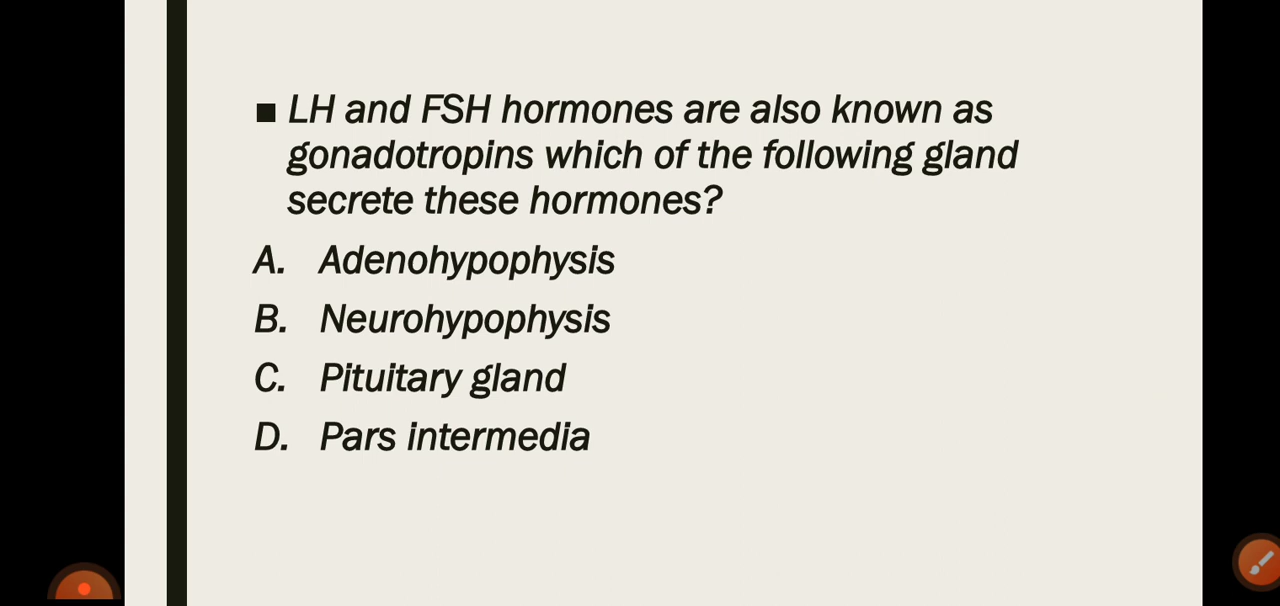 ■ LH and FSH hormones are also known as
gonadotropins which of the following gland
secrete these hormones?
A. Adenohypophysis
B. Neurohypophysis
C. Pituitary gland
D. Pars intermedia